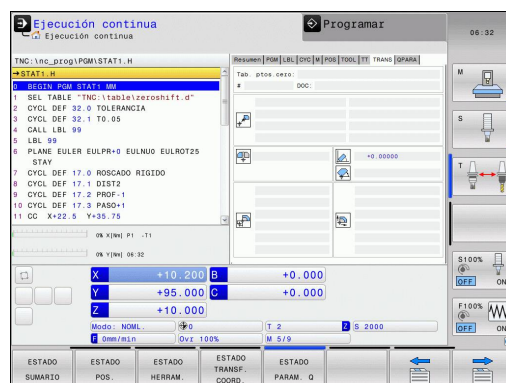 Ejecución continua
Ejecución continua
Programar
06:32
TNC:\nc_prog\PGM\STAT1.H
→STAT1.H
0 BEGIN PGM STAT1 MM
1 SEL TABLE "TNC:\table\zeroshift.d"
2 CYCL DEF 32.0 TOLERANCIA
3 CYCL DEF 32.1 T0.05
4 CALL LBL 99
5 LBL 99
6 PLANE EULER EULPR+0 EULNU0 EULROT25
STAY
7 CYCL DEF 17.0 ROSCADO RIGIDO
8 CYCL DEF 17.1 DIST2
9 CYCL DEF 17.2 PROF-1
10 CYCL DEF 17.3 PASO+1
11 CC X+22.5 Y+35.75
Resumen PGM LBL CYC M POS TOOL TT TRANS QPARA
Tab. ptos.cero:
# DOC:
+0.00000
M
S
T
0% X[Nm] P1 -T1
0% Y[Nm] 06:32
X +10.200 B +0.000
Y +95.000 C +0.000
Z +10.000
Modo: NOML. 0 T 2 Z S 2000
F 0mm/min Ovr 100% M 5/9
S100%
OFF ON
F100%
OFF ON
ESTADO SUMARIO
ESTADO POS.
ESTADO HERRAM.
ESTADO TRANSF. COORD.
ESTADO PARAM. Q